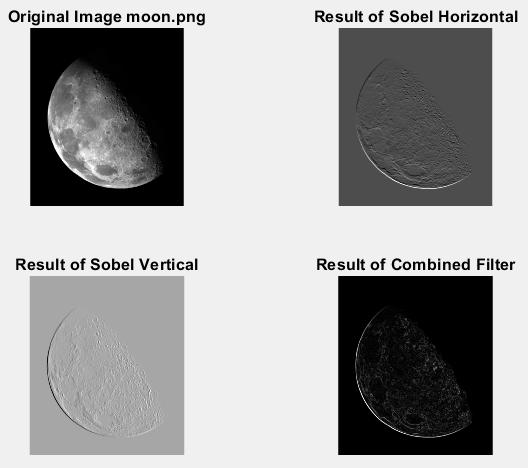 Original Image moon.png
Result of Sobel Horizontal
Result of Sobel Vertical
Result of Combined Filter